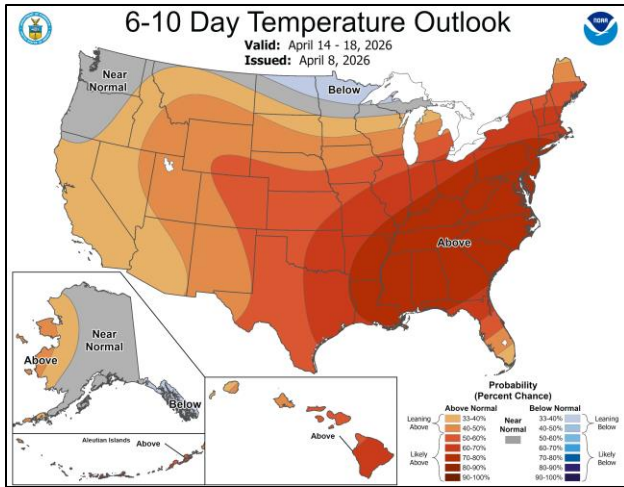 6-10 Day Temperature Outlook
Valid: April 14 - 18, 2026
Issued: April 8, 2026
NOAA
Near
Normal
Below
Above
Above
Near
Normal
Below
Aleutian Islands
Above
Above
Probability
(Percent Chance)
Above Normal
Below Normal
Leaning
Above
33-40%
40-50%
Near
Normal
33-40%
40-50%
Leaning
Below
Likely
Above
50-60%
60-70%
70-80%
80-90%
90-100%
50-60%
60-70%
70-80%
80-90%
90-100%
Likely
Below